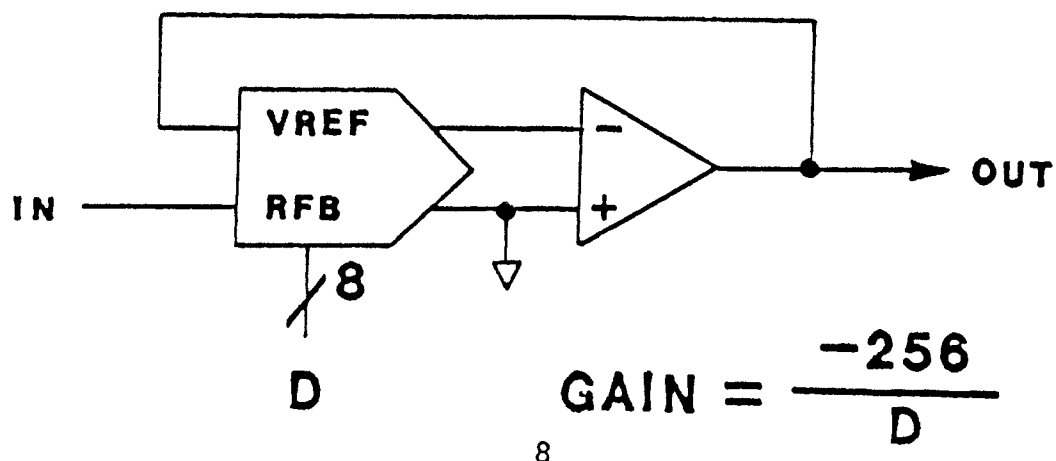 VREF
-
OUT
IN
RFB
+
8
D
GAIN = -256
D
8